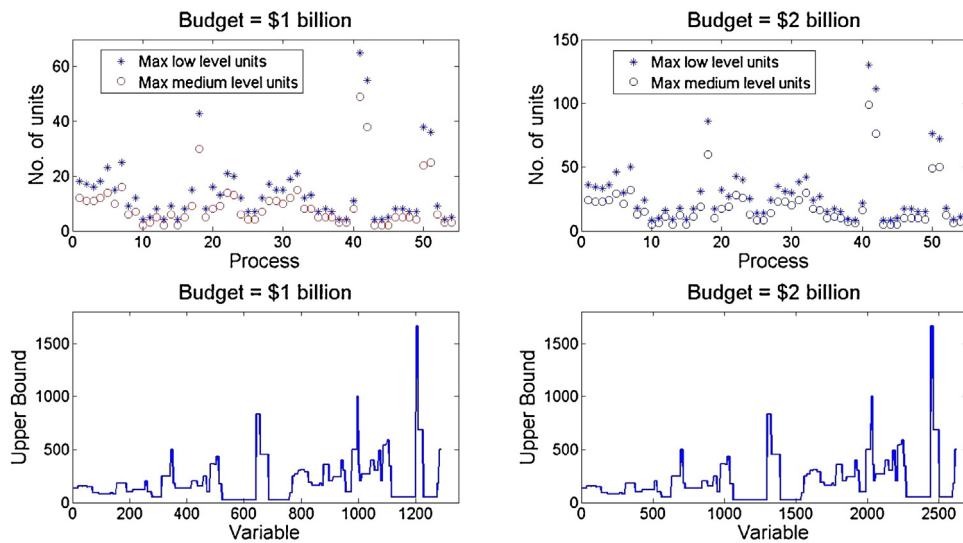 Budget = $1 billion
No. of units
60
40
20
0
Max low level units
Max medium level units
0 10 20 30 40 50
Process
Budget = $2 billion
No. of units
150
100
50
0
Max low level units
Max medium level units
0 10 20 30 40 50
Process
Budget = $1 billion
Upper Bound
1500
1000
500
0
0 200 400 600 800 1000 1200
Variable
Budget = $2 billion
Upper Bound
1500
1000
500
0
0 500 1000 1500 2000 2500
Variable